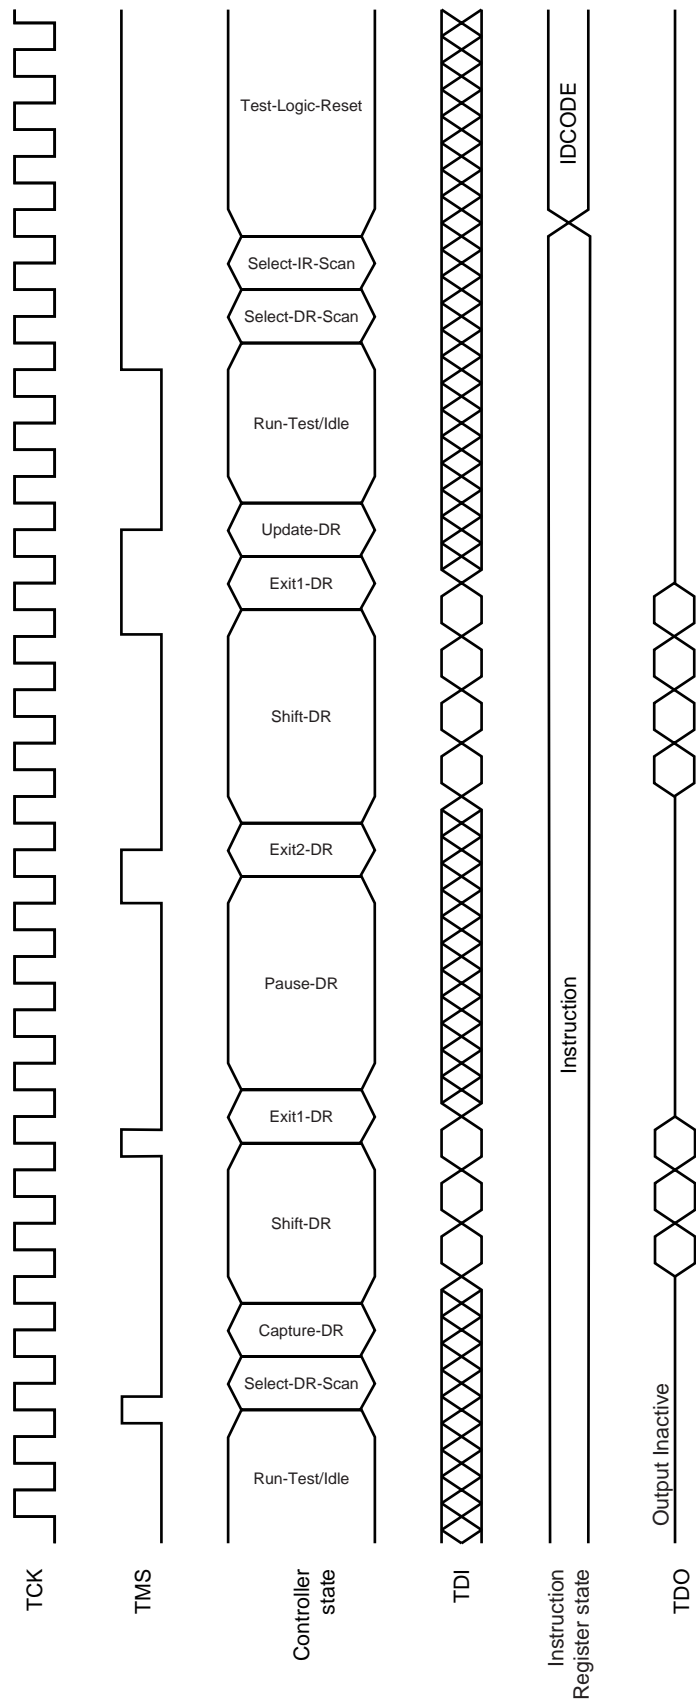 Test-Logic-Reset
IDCODE
Select-IR-Scan
Select-DR-Scan
Run-Test/Idle
Update-DR
Exit1-DR
Shift-DR
Exit2-DR
Pause-DR
Instruction
Exit1-DR
Shift-DR
Capture-DR
Select-DR-Scan
Output Inactive
Run-Test/Idle
TCK
TMS
Controller
state
TDI
Instruction
Register state
TDO